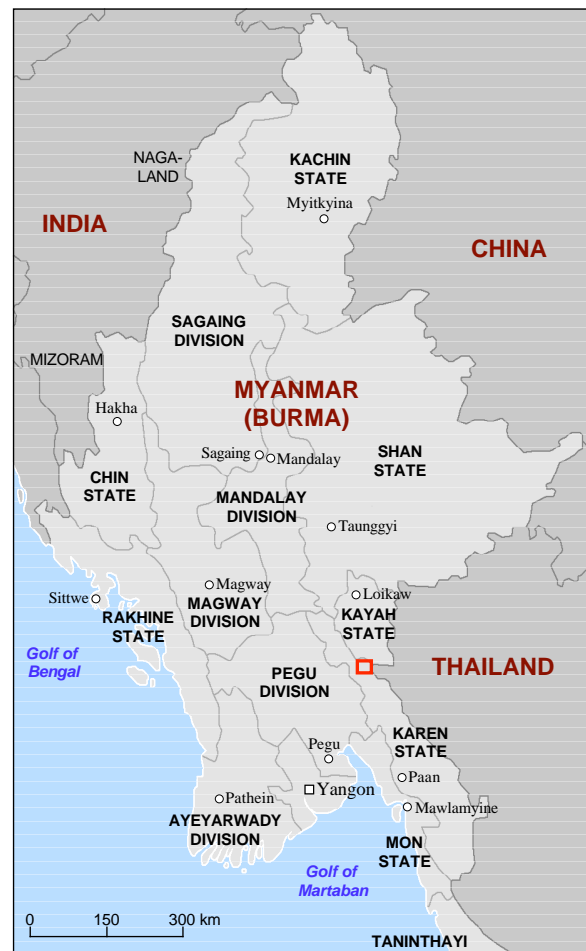 NAGA-
LAND
KACHIN
STATE
Myitkyina
INDIA
CHINA
SAGAING
DIVISION
MIZORAM
MYANMAR
(BURMA)
Hakha
Sagaing
Mandalay
SHAN
STATE
CHIN
STATE
MANDALAY
DIVISION
Taunggyi
Magway
Loikaw
Sittwe
MAGWAY
DIVISION
RAKHINE
STATE
KAYAH
STATE
Golf of
Bengal
PEGU
DIVISION
THAILAND
KAREN
STATE
Pegu
Paan
Yangon
Pathein
Mawlamyine
AYEYARWADY
DIVISION
MON
STATE
Golf of
Martaban
0 150 300 km
TANINTHAYI